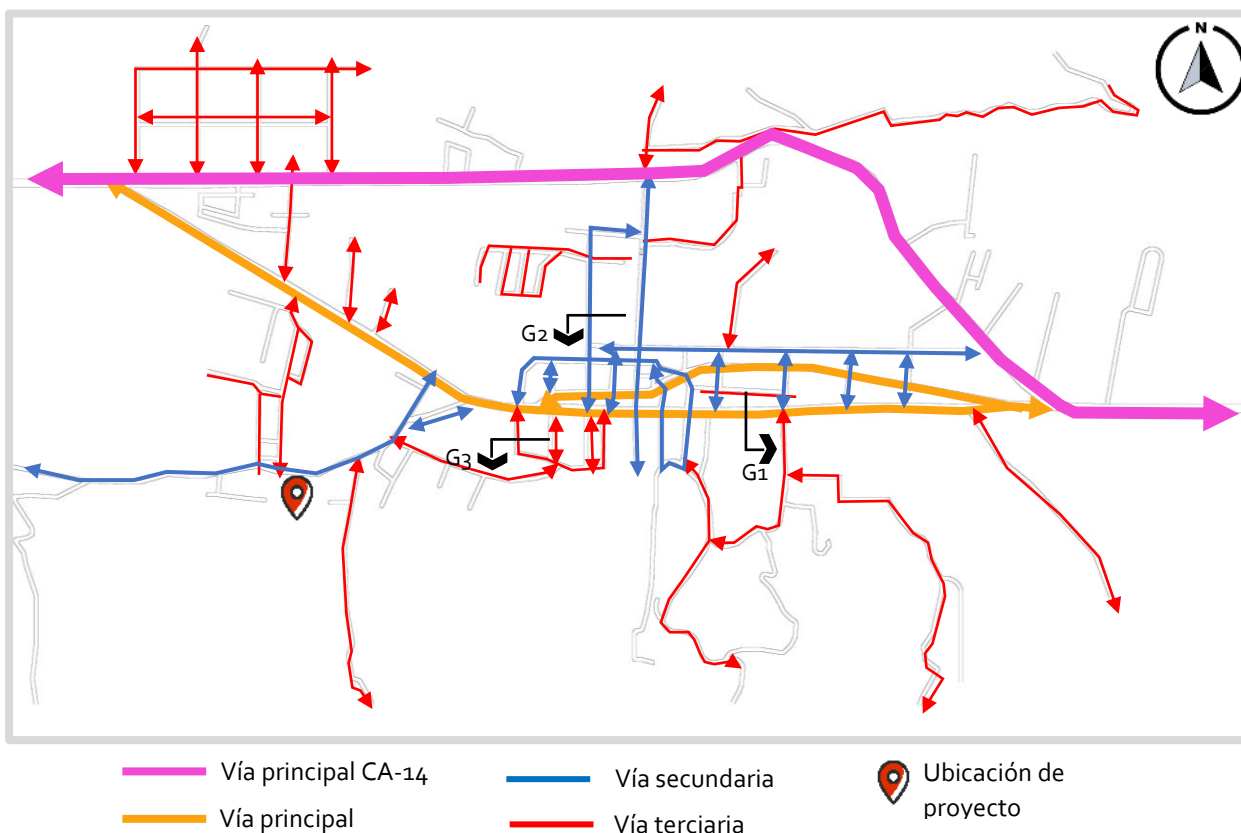 N
G2
G3
G1
Vía principal CA-14
Vía secundaria
Ubicación de
proyecto
Vía principal
Vía terciaria